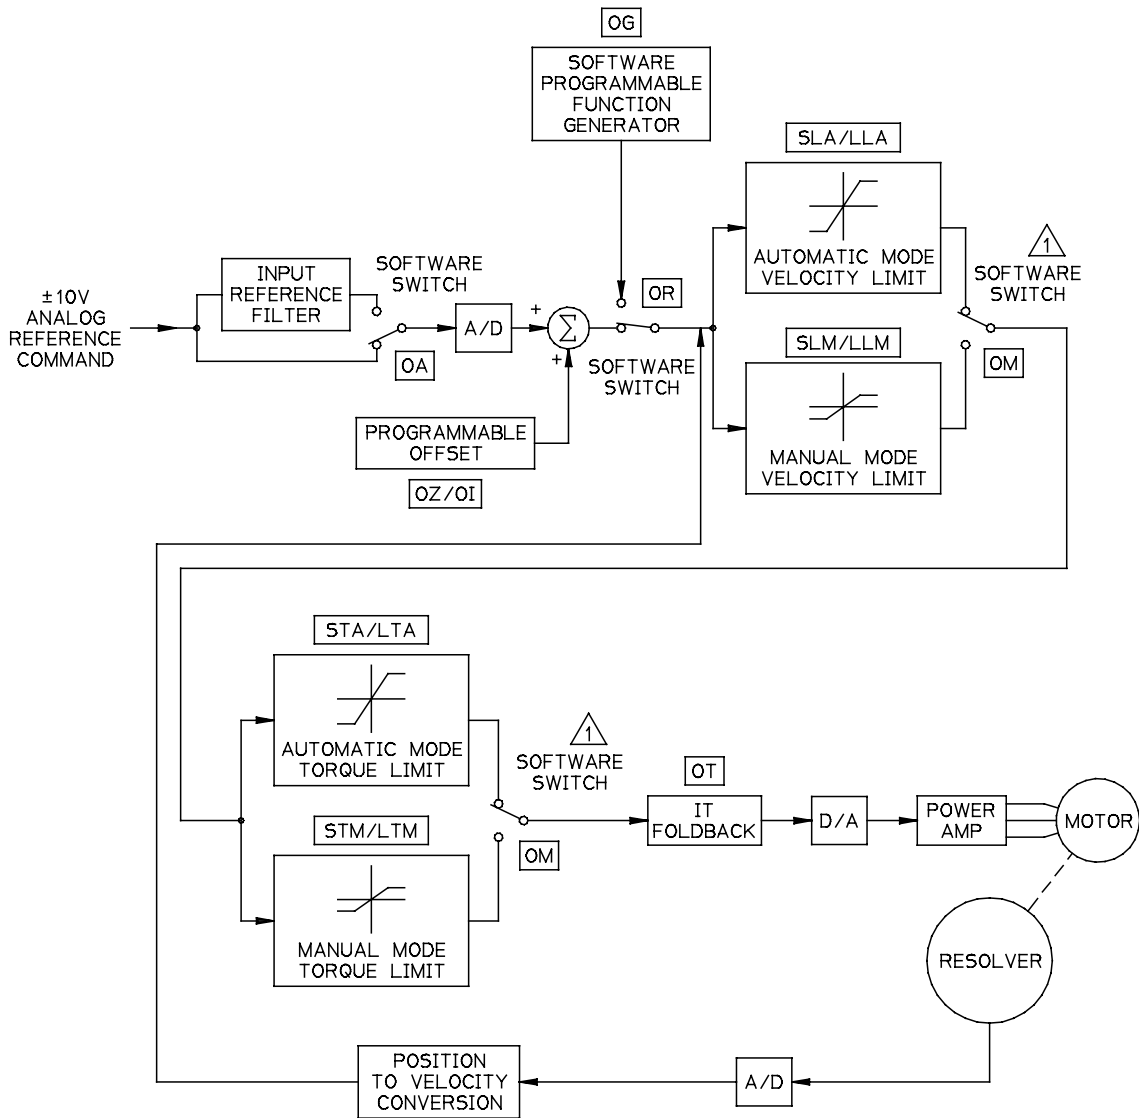 OG
SOFTWARE
PROGRAMMABLE
FUNCTION
GENERATOR
SLA/LLA
AUTOMATIC MODE
VELOCITY LIMIT
1
SOFTWARE
SWITCH
INPUT
REFERENCE
FILTER
SOFTWARE
SWITCH
±10V
ANALOG
REFERENCE
COMMAND
OA
A/D
+
Σ
+
OR
SOFTWARE
SWITCH
SLM/LLM
MANUAL MODE
VELOCITY LIMIT
OM
PROGRAMMABLE
OFFSET
OZ/OI
STA/LTA
AUTOMATIC MODE
TORQUE LIMIT
1
SOFTWARE
SWITCH
STM/LTM
MANUAL MODE
TORQUE LIMIT
OM
OT
IT
FOLDBACK
D/A
POWER
AMP
MOTOR
RESOLVER
A/D
POSITION
TO VELOCITY
CONVERSION